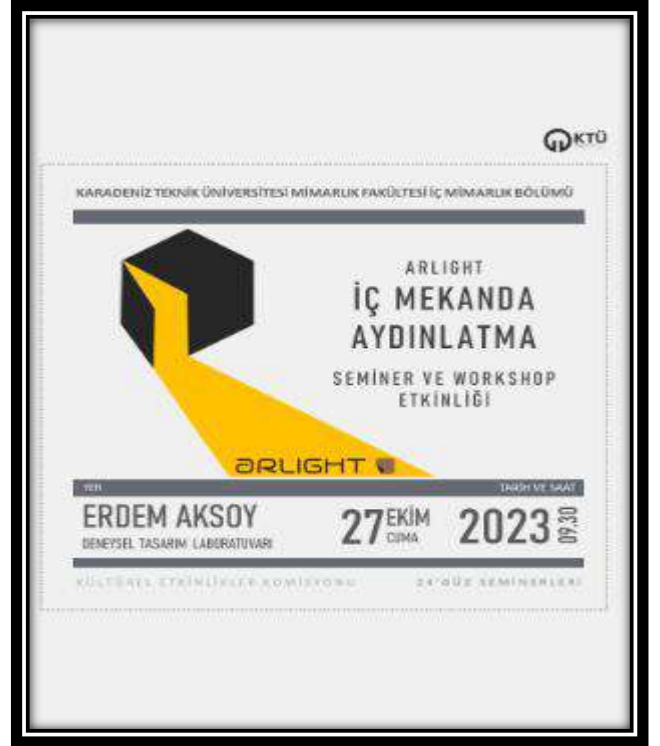 KTÜ
KARADENİZ TEKNİK ÜNİVERSİTESİ MİMARLIK FAKÜLTESİ İÇ MİMARLIK BÖLÜMÜ
ARLIGHT
İÇ MEKANDA
AYDINLATMA
SEMİNER VE WORKSHOP
ETKİNLİĞİ
ARLIGHT
YER
TARİH VE SAAT
ERDEM AKSOY
DENEYSEL TASARIM LABORATUVARI
27 EKİM CUMA 2023 09.30
KÜLTÜREL ETKİNLİKLER KOMİSYONU
24'GÜZ SEMİNERLERİ